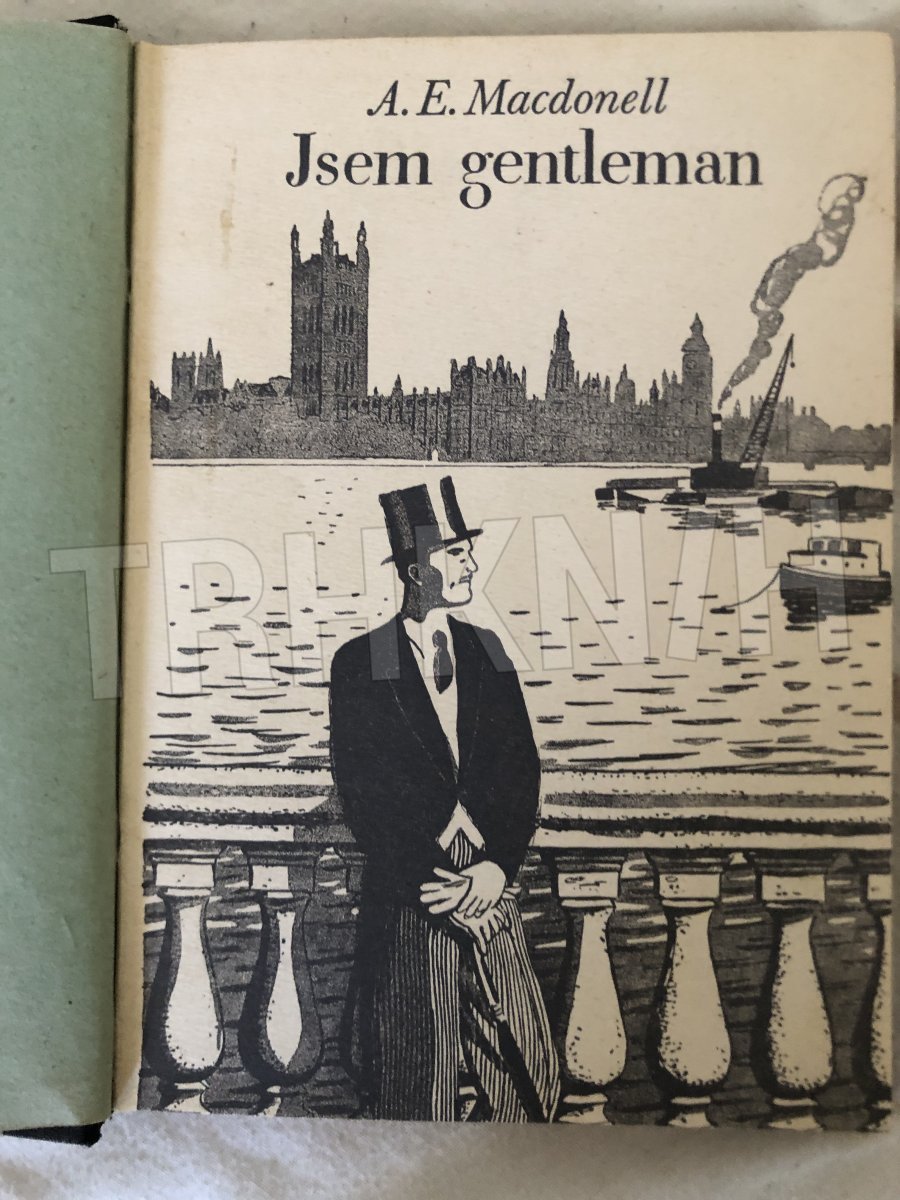 A. E. Macdonell
Jsem gentleman
TRHKNIH